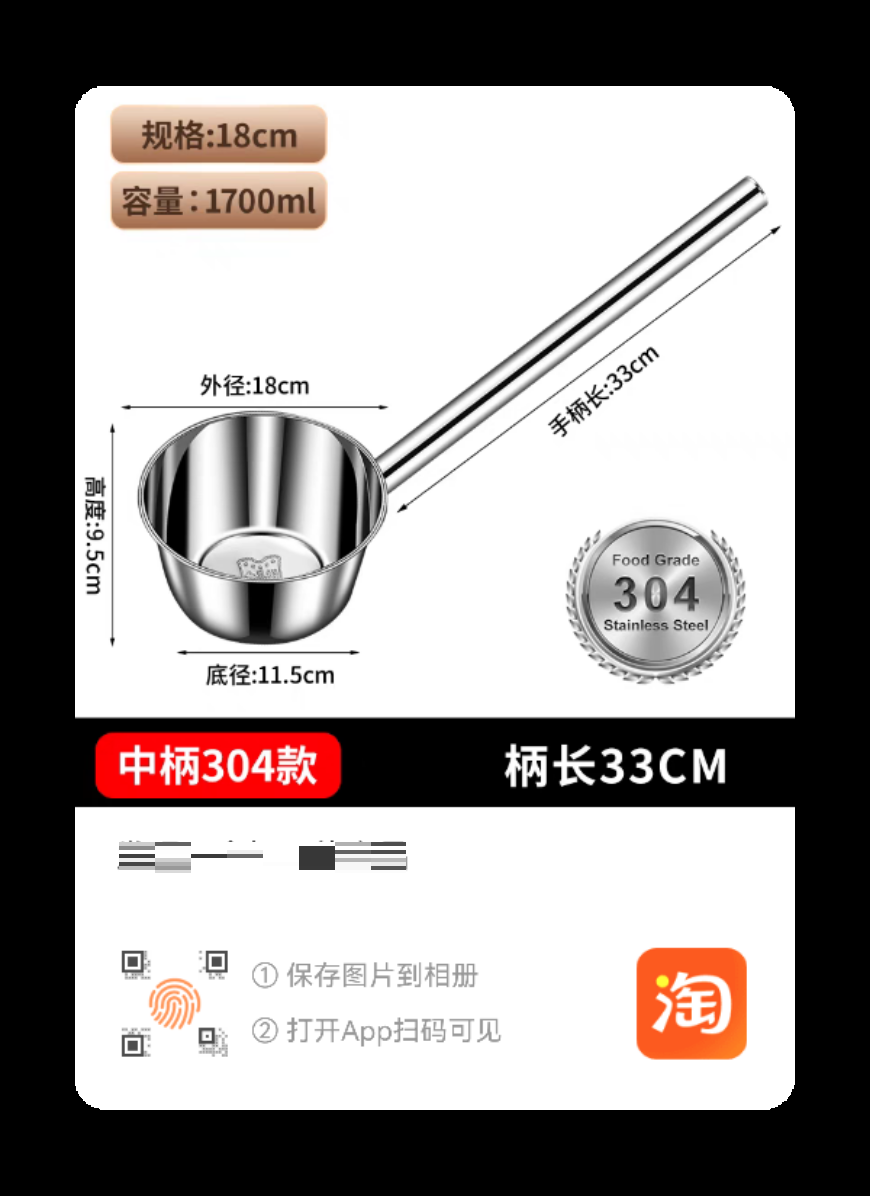 规格:18cm
容量：1700ml
外径:18cm
手柄长:33cm
高度:9.5cm
底径:11.5cm
Food Grade
304
Stainless Steel
中柄304款
柄长33CM
① 保存图片到相册
② 打开App扫码可见
淘